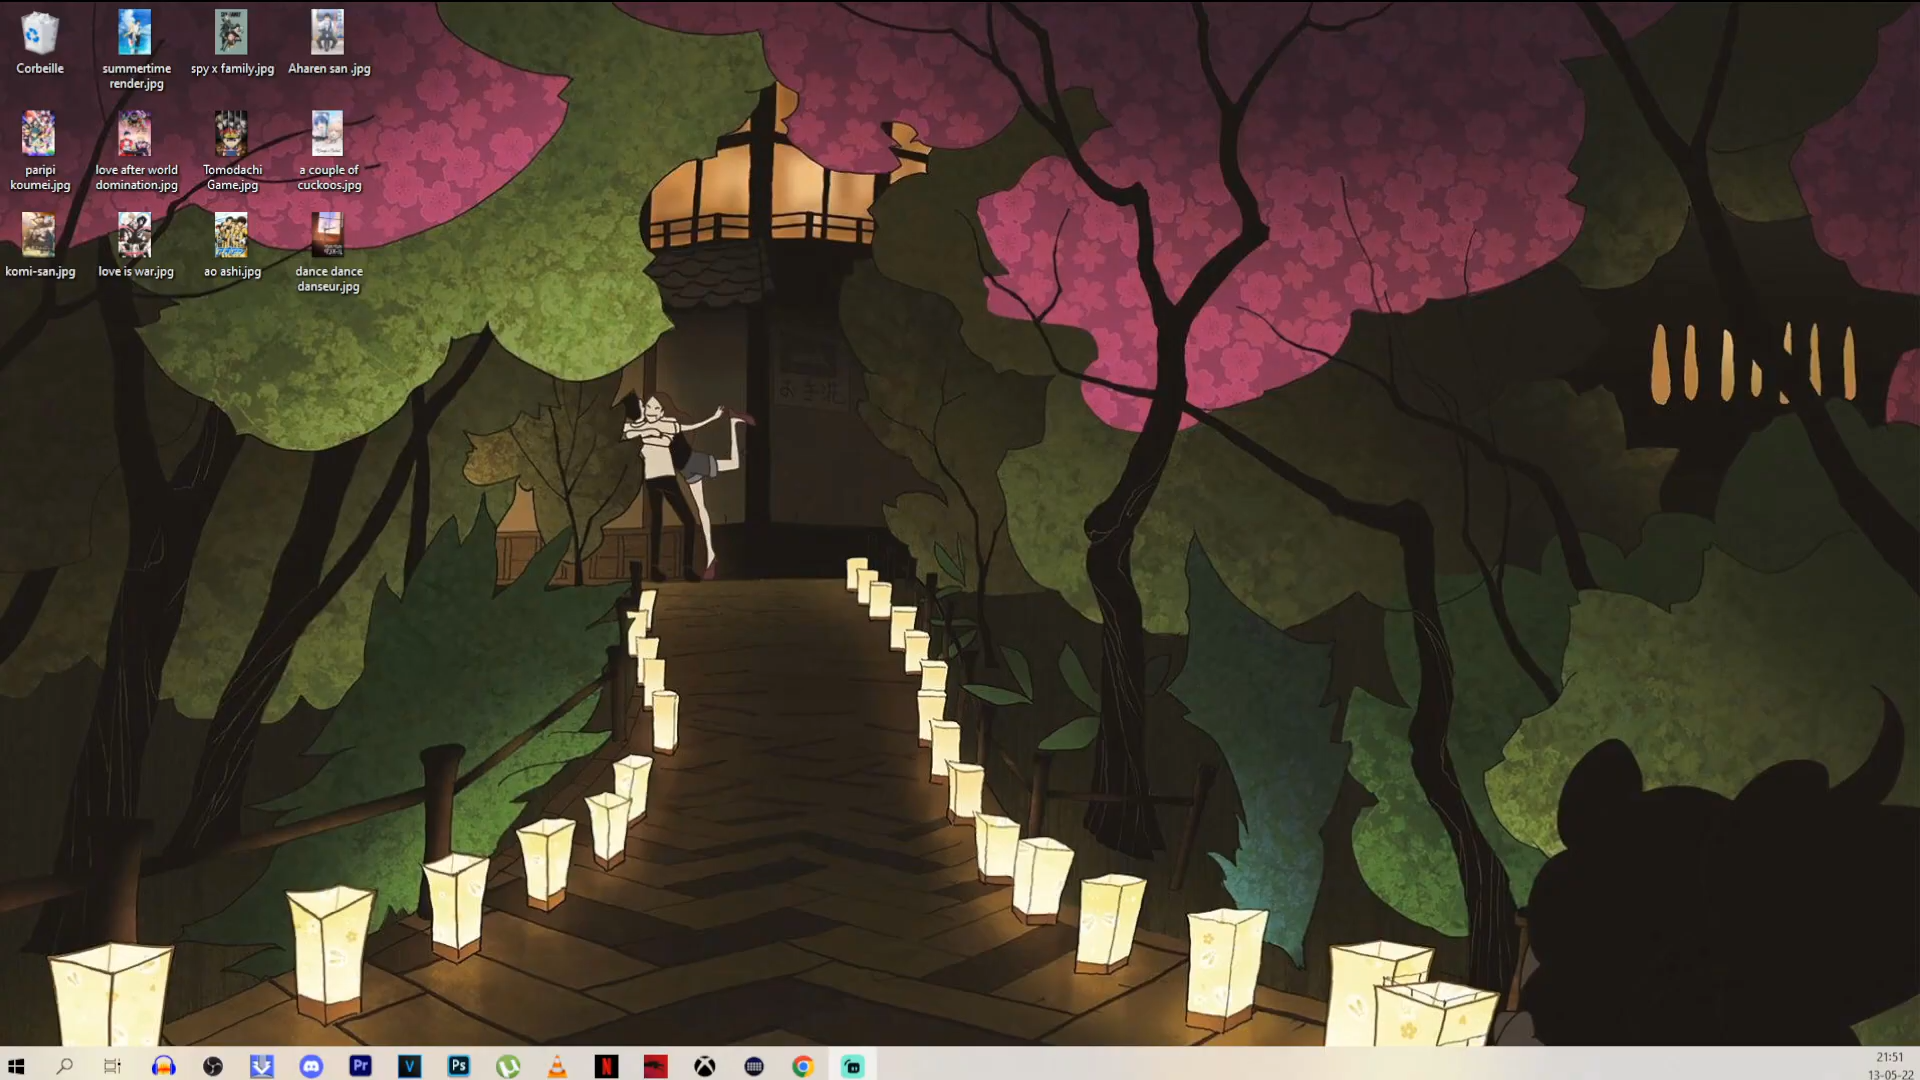 Corbeille
summertime
render.jpg
spy x family.jpg
Aharen san .jpg
paripi
koumei.jpg
love after world
domination.jpg
Tomodachi
Game.jpg
a couple of
cuckoos.jpg
komi-san.jpg
love is war.jpg
ao ashi.jpg
dance dance
danseur.jpg
Pr
V
Ps
N
21:51
13-05-22